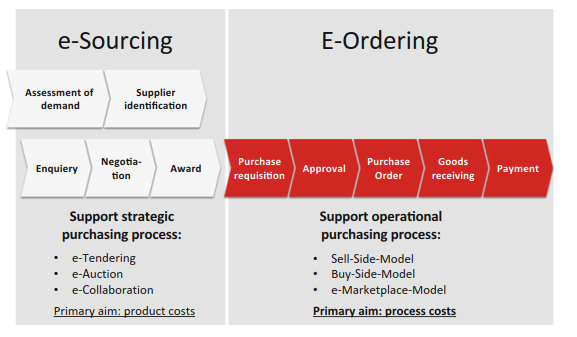 e-Sourcing
E-Ordering
Assessment of
demand
Supplier
identification
Enquiery
Negotia-
tion
Award
Purchase
requisition
Approval
Purchase
Order
Goods
receiving
Payment
Support strategic
purchasing process:
• e-Tendering
• e-Auction
• e-Collaboration
Primary aim: product costs
Support operational
purchasing process:
• Sell-Side-Model
• Buy-Side-Model
• e-Marketplace-Model
Primary aim: process costs